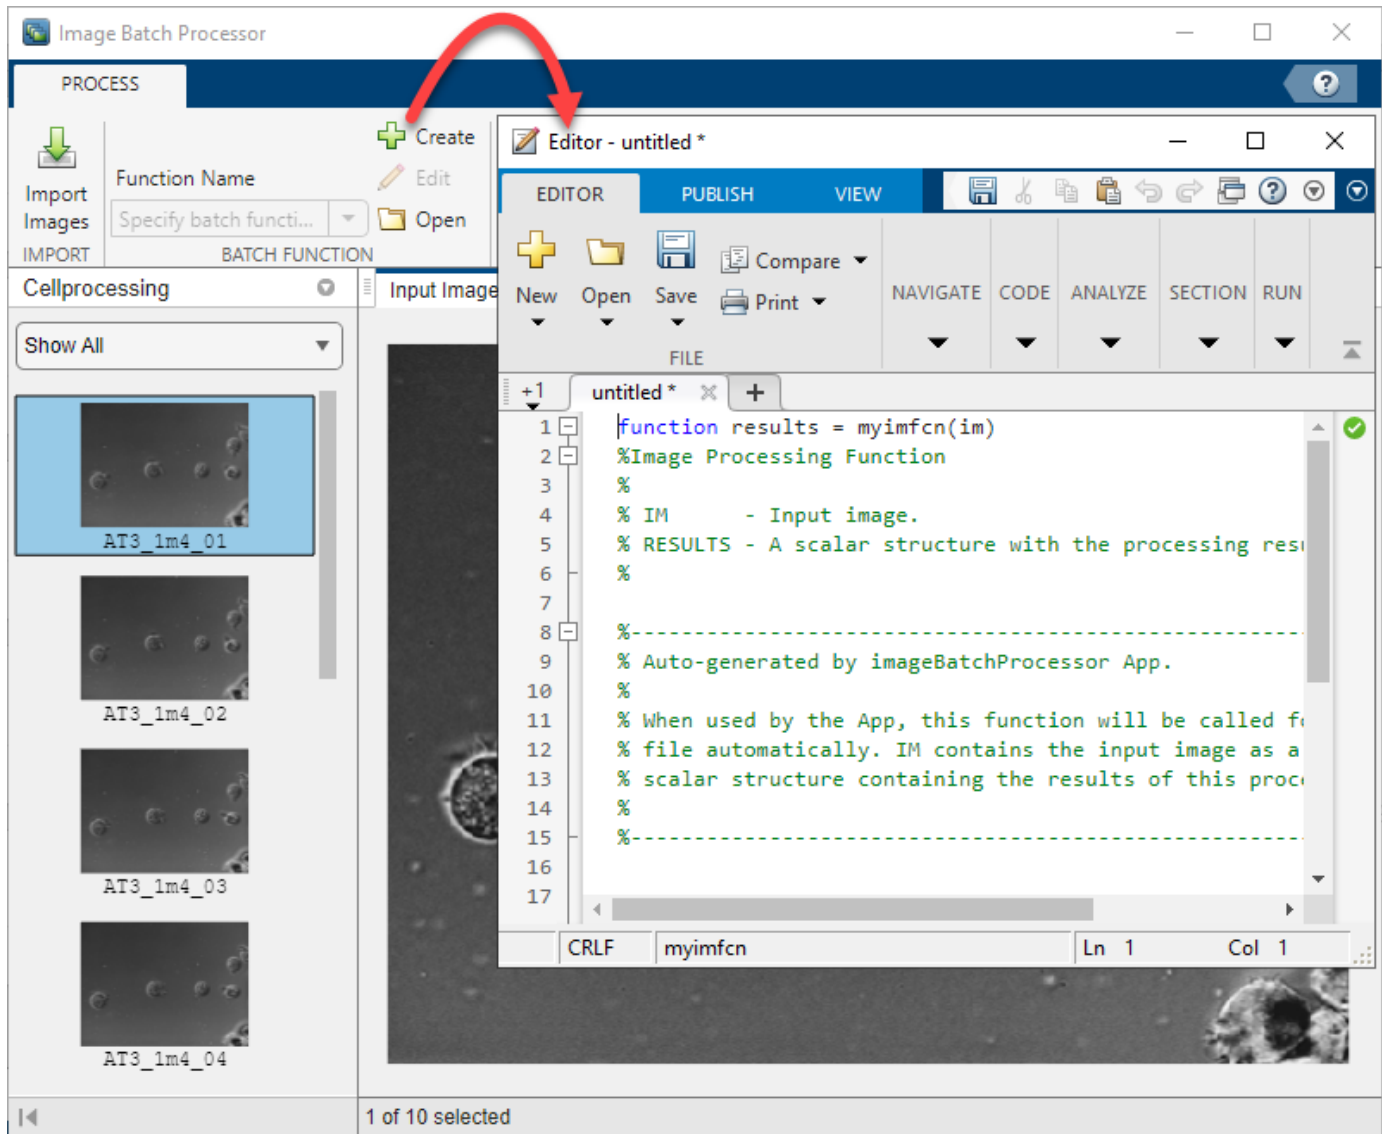 Image Batch Processor
PROCESS
Import
Images
IMPORT
Function Name
Specify batch functi...
BATCH FUNCTION
Create
Edit
Open
Cellprocessing
Show All
AT3_1m4_01
AT3_1m4_02
AT3_1m4_03
AT3_1m4_04
Input Image
1 of 10 selected
Editor - untitled *
EDITOR PUBLISH VIEW
New Open Save
Compare
Print
FILE
NAVIGATE CODE ANALYZE SECTION RUN
+1 untitled * +
1 function results = myimfcn(im)
2 %Image Processing Function
3 %
4 % IM - Input image.
5 % RESULTS - A scalar structure with the processing
6 %
7
8 %----------------------------------------------------
9 % Auto-generated by imageBatchProcessor App.
10 %
11 % When used by the App, this function will be called
12 % file automatically. IM contains the input image as a
13 % scalar structure containing the results of this
14 %
15 %----------------------------------------------------
16
17
CRLF myimfcn Ln 1 Col 1